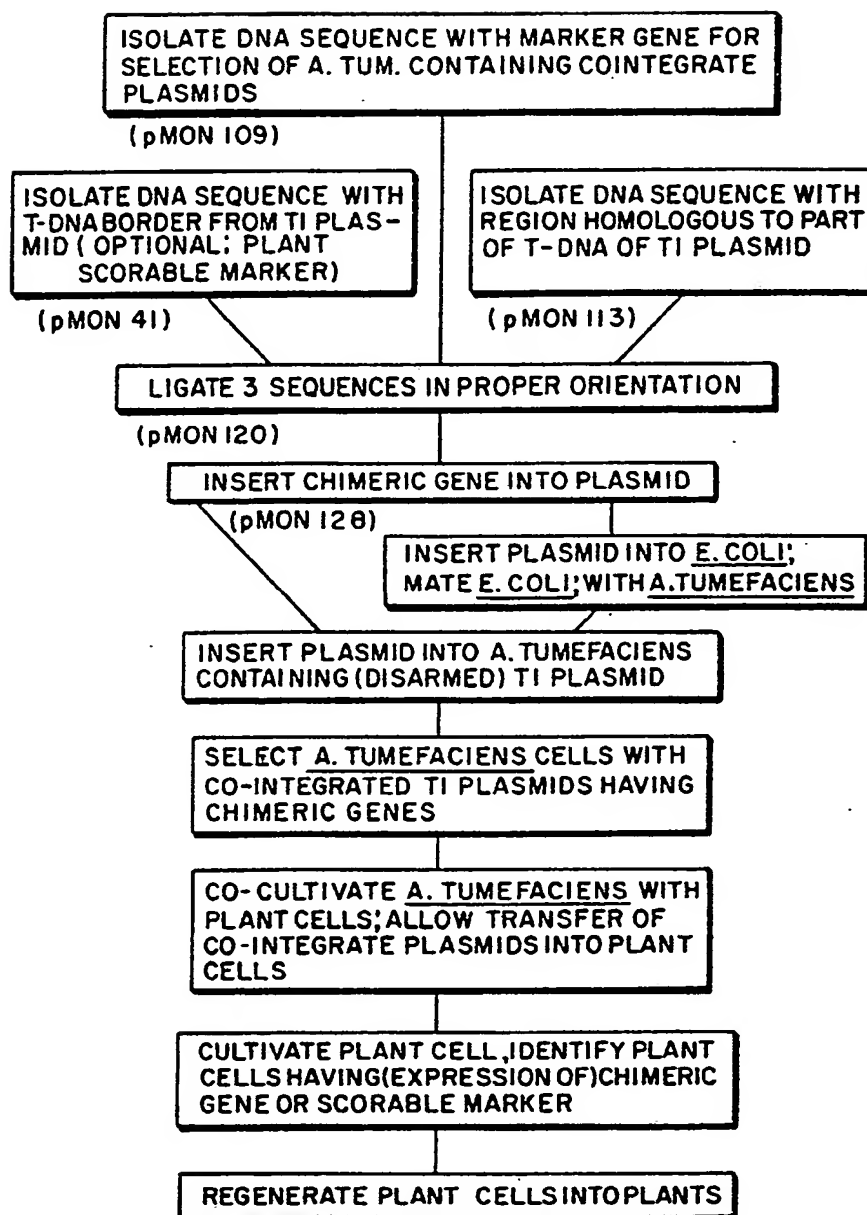 ISOLATE DNA SEQUENCE WITH MARKER GENE FOR
SELECTION OF A. TUM. CONTAINING COINTEGRATE
PLASMIDS
(pMON 109)
ISOLATE DNA SEQUENCE WITH
T-DNABORDER FROM TI PLAS-
MID ( OPTIONAL; PLANT
SCORABLE MARKER)
(pMON 41)
ISOLATE DNA SEQUENCE WITH
REGION HOMOLOGOUS TO PART
OF T-DNA OF TI PLASMID
(pMON 113)
LIGATE 3 SEQUENCES IN PROPER ORIENTATION
(pMON 120)
INSERT CHIMERIC GENE INTO PLASMID
(pMON 128)
INSERT PLASMID INTO E. COLI;
MATE E. COLI; WITH A.TUMEFACIENS
INSERT PLASMID INTO A. TUMEFACIENS
CONTAINING (DISARMED) TI PLASMID
SELECT A. TUMEFACIENS CELLS WITH
CO-INTEGRATED TI PLASMIDS HAVING
CHIMERIC GENES
CO-CULTIVATE A. TUMEFACIENS WITH
PLANT CELLS; ALLOW TRANSFER OF
CO-INTEGRATE PLASMIDS INTO PLANT
CELLS
CULTIVATE PLANT CELL, IDENTIFY PLANT
CELLS HAVING (EXPRESSION OF) CHIMERIC
GENE OR SCORABLE MARKER
REGENERATE PLANT CELLS INTO PLANTS